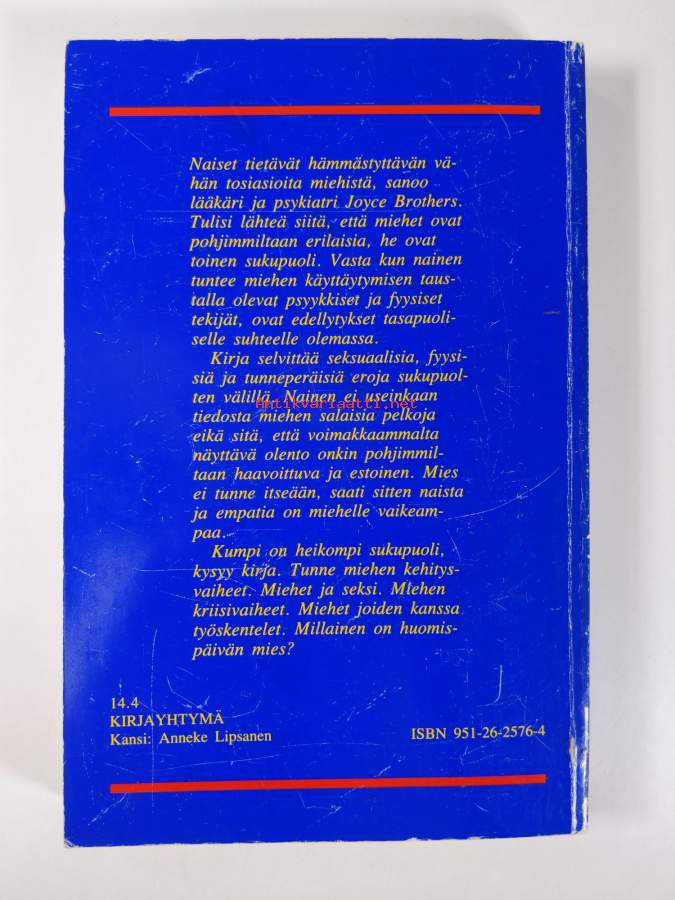 Naiset tietävät hämmästyttävän vä-
hän tosiasioita miehistä, sanoo
lääkäri ja psykiatri Joyce Brothers.
Tulisi lähteä siitä, että miehet ovat
pohjimmiltaan erilaisia, he ovat
toinen sukupuoli. Vasta kun nainen
tuntee miehen käyttäytymisen taus-
talla olevat psyykkiset ja fyysiset
tekijät, ovat edellytykset tasapuoli-
selle suhteelle olemassa.
Kirja selvittää seksuaalisia, fyysi-
siä ja tunneperäisiä eroja sukupuol-
ten välillä. Nainen ei useinkaan
Antikvariaatti.net
tiedosta miehen salaisia pelkoja
eikä sitä, että voimakkaammalta
näyttävä olento onkin pohjimmil-
taan haavoittuva ja estoinen. Mies
ei tunne itseään, saati sitten naista
ja empatia on miehelle vaikeam-
paa.
Kumpi on heikompi sukupuoli,
kysyy kirja. Tunne miehen kehitys-
vaiheet. Miehet ja seksi. Miehen
kriisivaiheet. Miehet joiden kanssa
työskentelet. Millainen on huomis-
päivän mies?
14.4
KIRJAYHTYMÄ
Kansi: Anneke Lipsanen
ISBN 951-26-2576-4